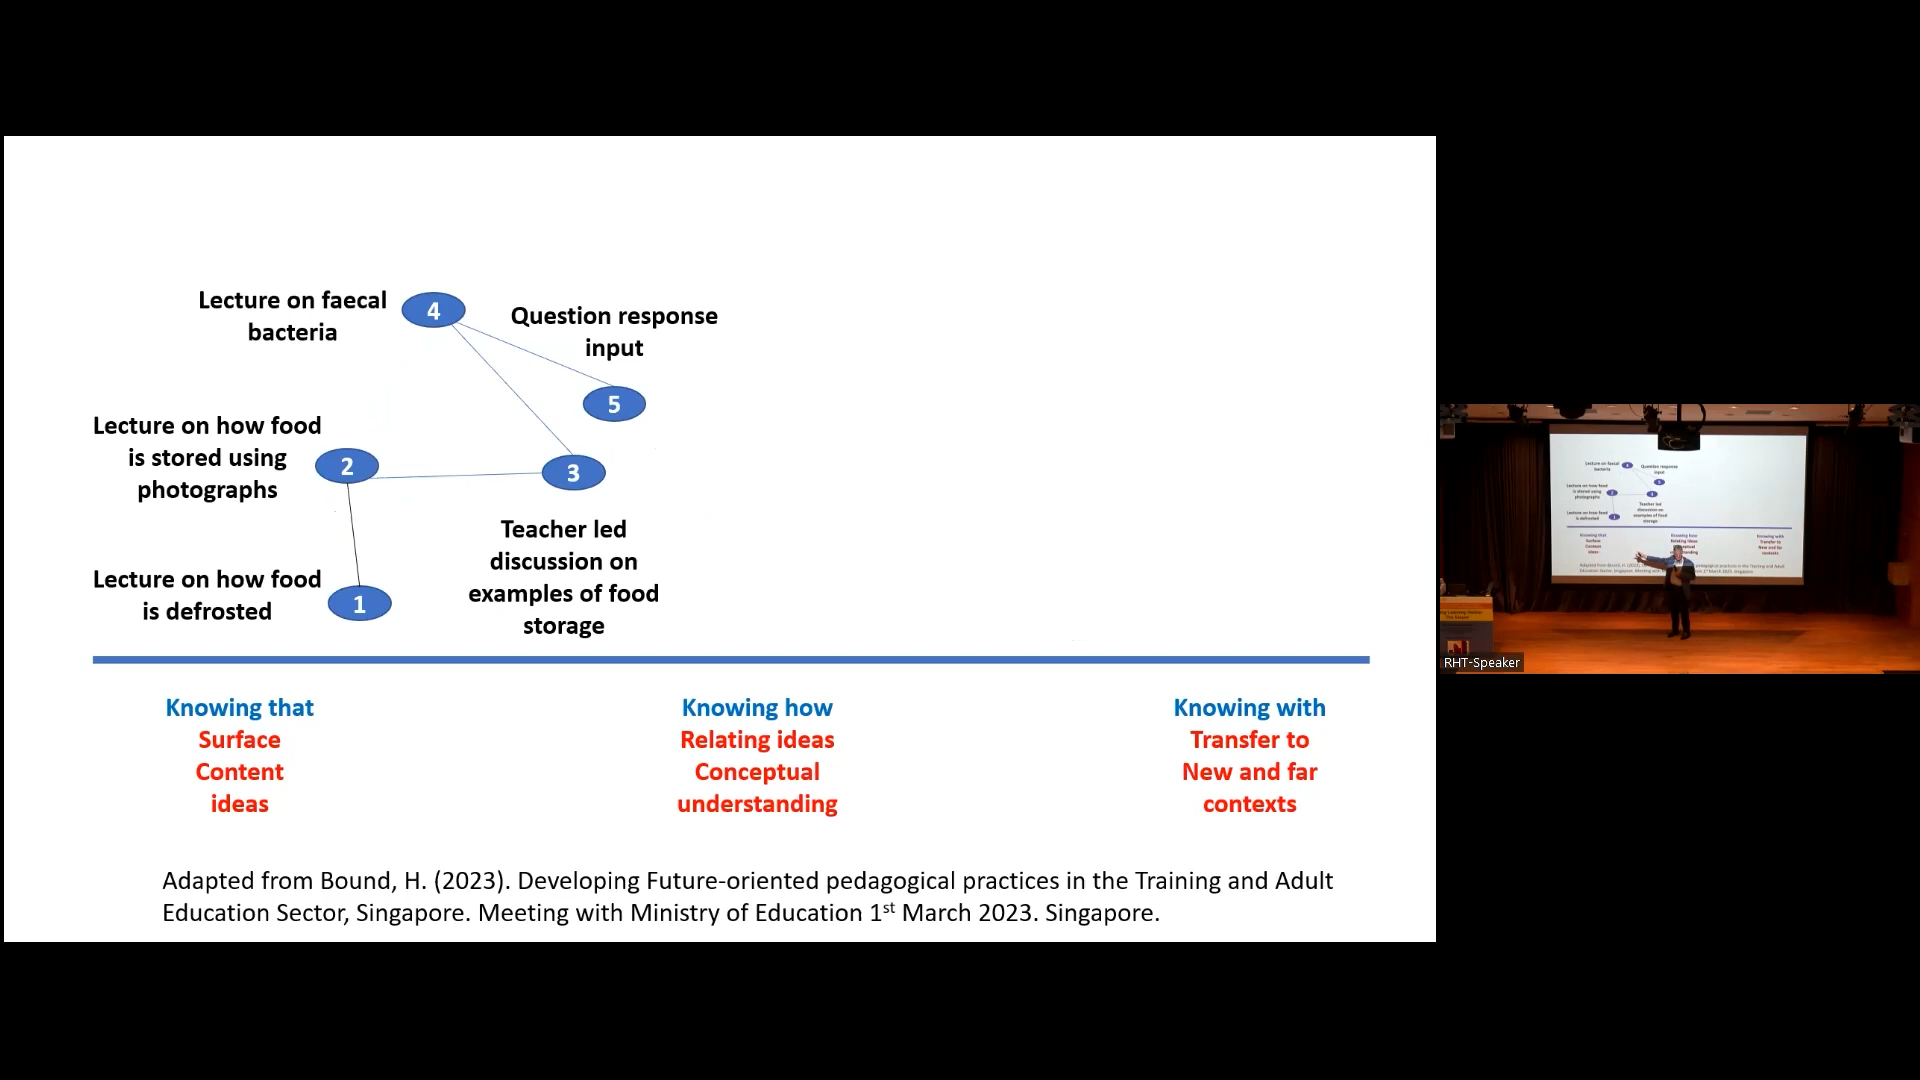 Lecture on faecal
bacteria
4
Question response
input
5
Lecture on how food
is stored using
photographs
2
3
Teacher led
discussion on
examples of food
storage
Lecture on how food
is defrosted
1
Knowing that
Surface
Content
ideas
Knowing how
Relating ideas
Conceptual
understanding
Knowing with
Transfer to
New and far
contexts
Adapted from Bound, H. (2023). Developing Future-oriented pedagogical practices in the Training and Adult
Education Sector, Singapore. Meeting with Ministry of Education 1st March 2023. Singapore.
RHT-Speaker